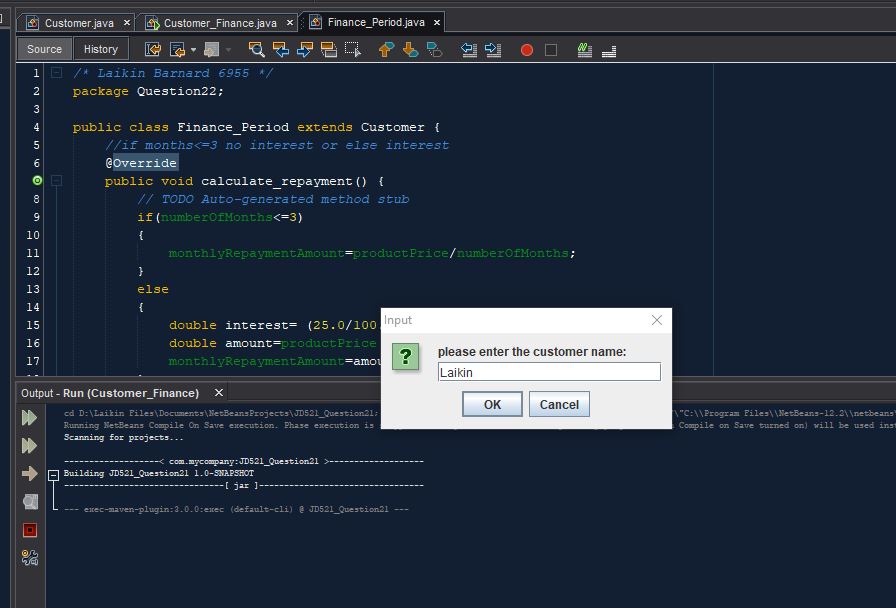 Customer.java
Customer_Finance.java
Finance_Period.java
Source
History
1 /* Laikin Barnard 6955 */
2 package Question22;
3
4 public class Finance_Period extends Customer {
5 //if months<=3 no interest or else interest
6 @Override
public void calculate_repayment() {
8 // TODO Auto-generated method stub
9 if(numberOfMonths<=3)
10 {
11 monthlyRepaymentAmount=productPrice/numberOfMonths;
12 }
13 else
14 {
15 double interest= (25.0/100
16 double amount=productPrice
17 monthlyRepaymentAmount=amou
Input
please enter the customer name:
Laikin
OK
Cancel
Output - Run (Customer_Finance)
cd D:\Laikin Files\Documents\NetBeansProjects\JD521_Question21; \"C:\\Program Files\\NetBeans-12.2\\netbeans\
Running NetBeans Compile On Save execution. Phase execution is Compile on Save turned on) will be used inst
Scanning for projects...
------------------< com.mycompany:JD521_Question21 >-------------------
Building JD521_Question21 1.0-SNAPSHOT
--------------------------------[ jar ]---------------------------------
--- exec-maven-plugin:3.0.0:exec (default-cli) @ JD521_Question21 ---